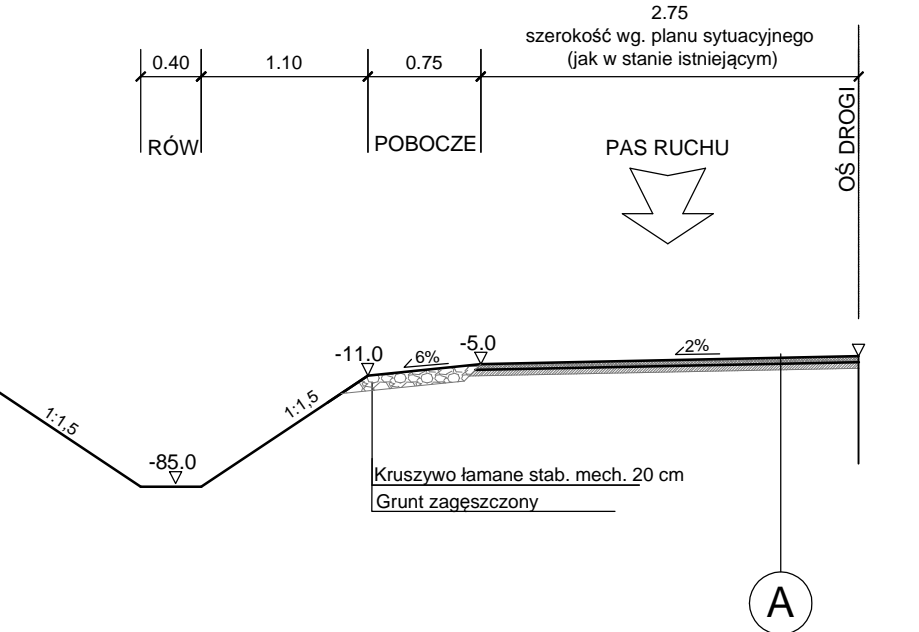 2.75
szerokość wg. planu sytuacyjnego
(jak w stanie istniejącym)
0.40
1.10
0.75
RÓW
POBOCZE
PAS RUCHU
OŚ DROGI
-11.0
6%
-5.0
2%
1:1,5
1:1,5
-85.0
Kruszywo łamane stab. mech. 20 cm
Grunt zagęszczony
A